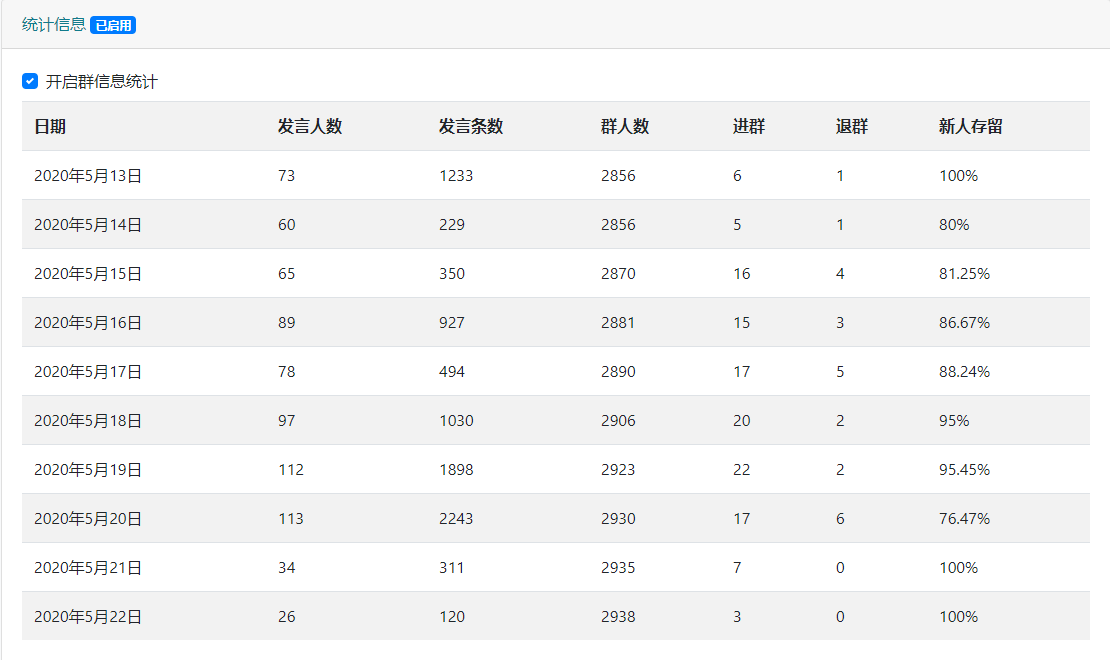 统计信息 已启用
开启群信息统计
日期 发言人数 发言条数 群人数 进群 退群 新人存留
2020年5月13日 73 1233 2856 6 1 100%
2020年5月14日 60 229 2856 5 1 80%
2020年5月15日 65 350 2870 16 4 81.25%
2020年5月16日 89 927 2881 15 3 86.67%
2020年5月17日 78 494 2890 17 5 88.24%
2020年5月18日 97 1030 2906 20 2 95%
2020年5月19日 112 1898 2923 22 2 95.45%
2020年5月20日 113 2243 2930 17 6 76.47%
2020年5月21日 34 311 2935 7 0 100%
2020年5月22日 26 120 2938 3 0 100%